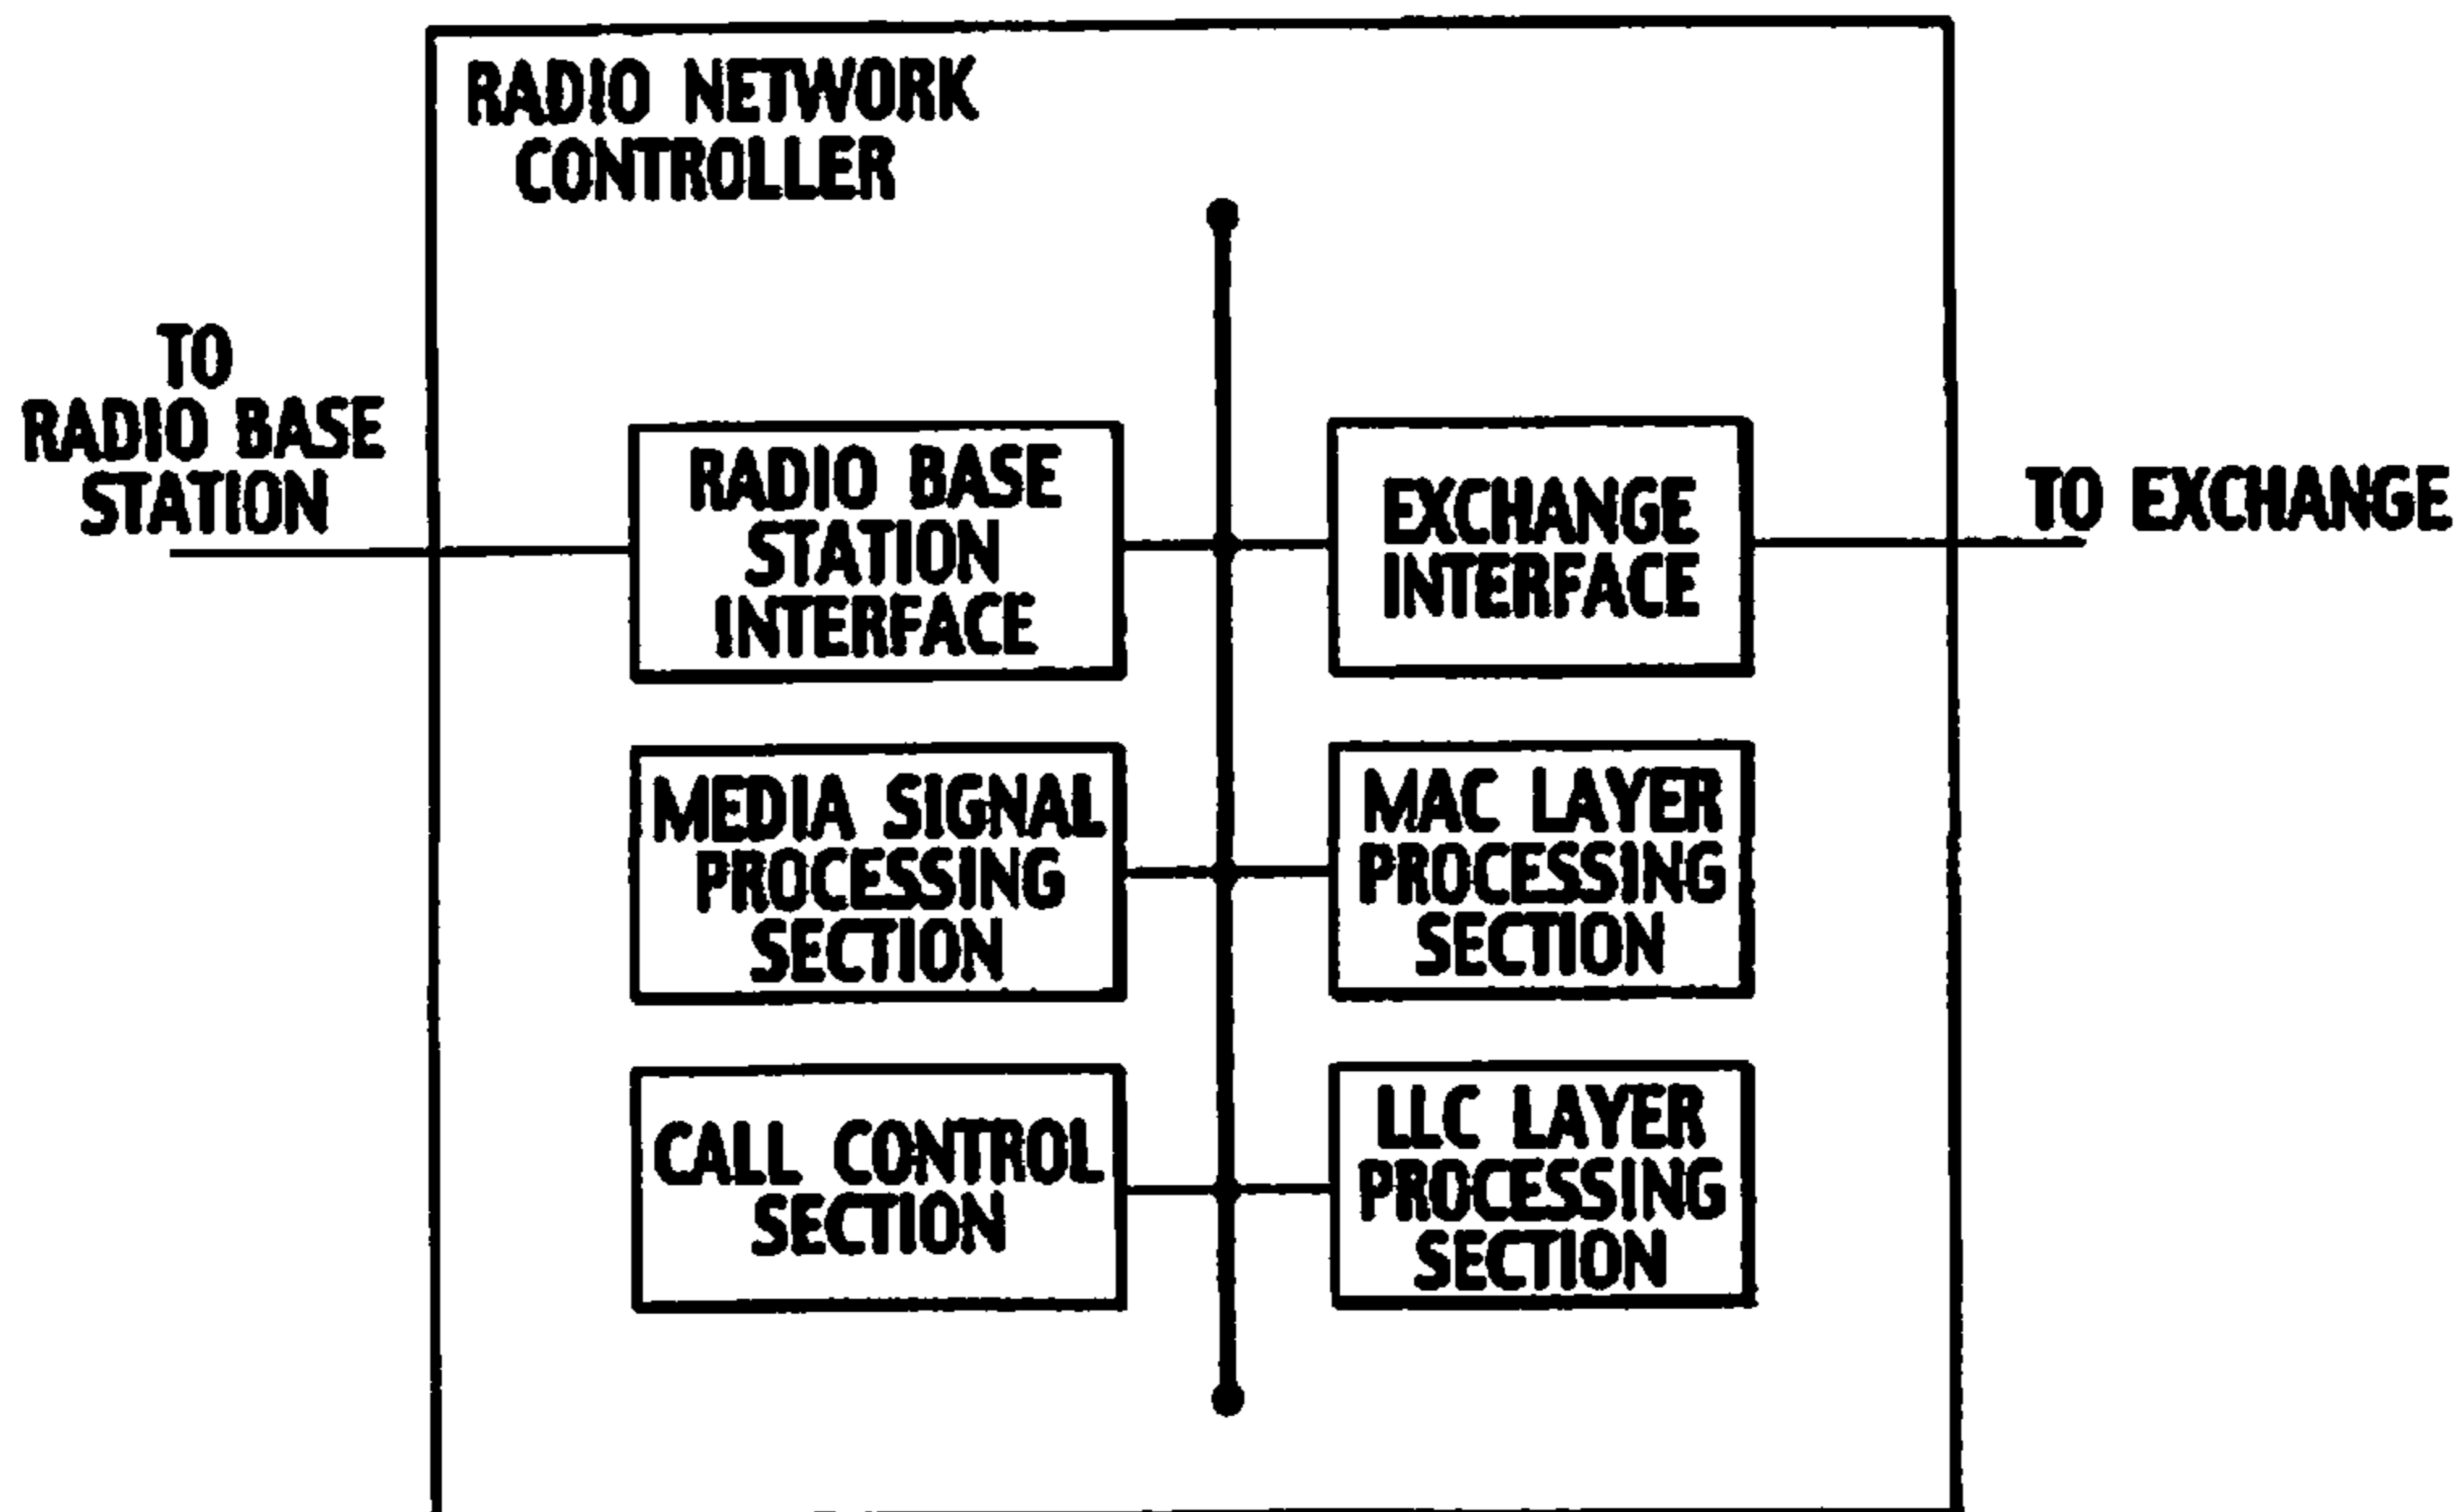 RADIO NETWORK
CONTROLLER
TO
RADIO BASE
STATION
RADIO BASE
STATION
INTERFACE
EXCHANGE
INTERFACE
TO EXCHANGE
MEDIA SIGNAL
PROCESSING
SECTION
MAC LAYER
PROCESSING
SECTION
CALL CONTROL
SECTION
LLC LAYER
PROCESSING
SECTION